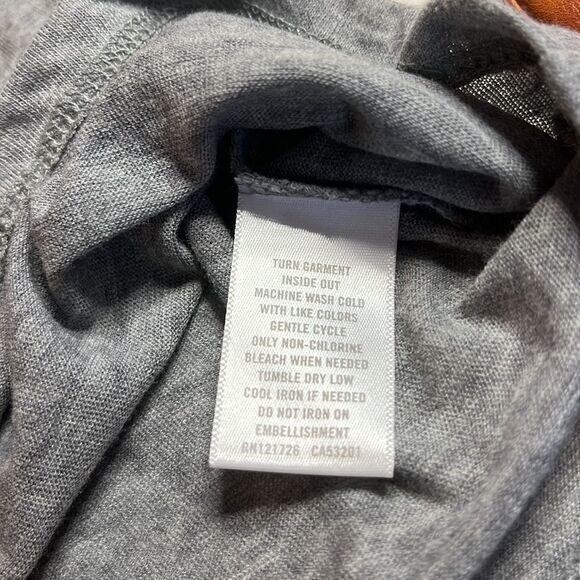 TURN GARMENT
INSIDE OUT
MACHINE WASH COLD
WITH LIKE COLORS
GENTLE CYCLE
ONLY NON-CHLORINE
BLEACH WHEN NEEDED
TUMBLE DRY LOW
COOL IRON IF NEEDED
DO NOT IRON ON
EMBELLISHMENT
RN121726 CA53201